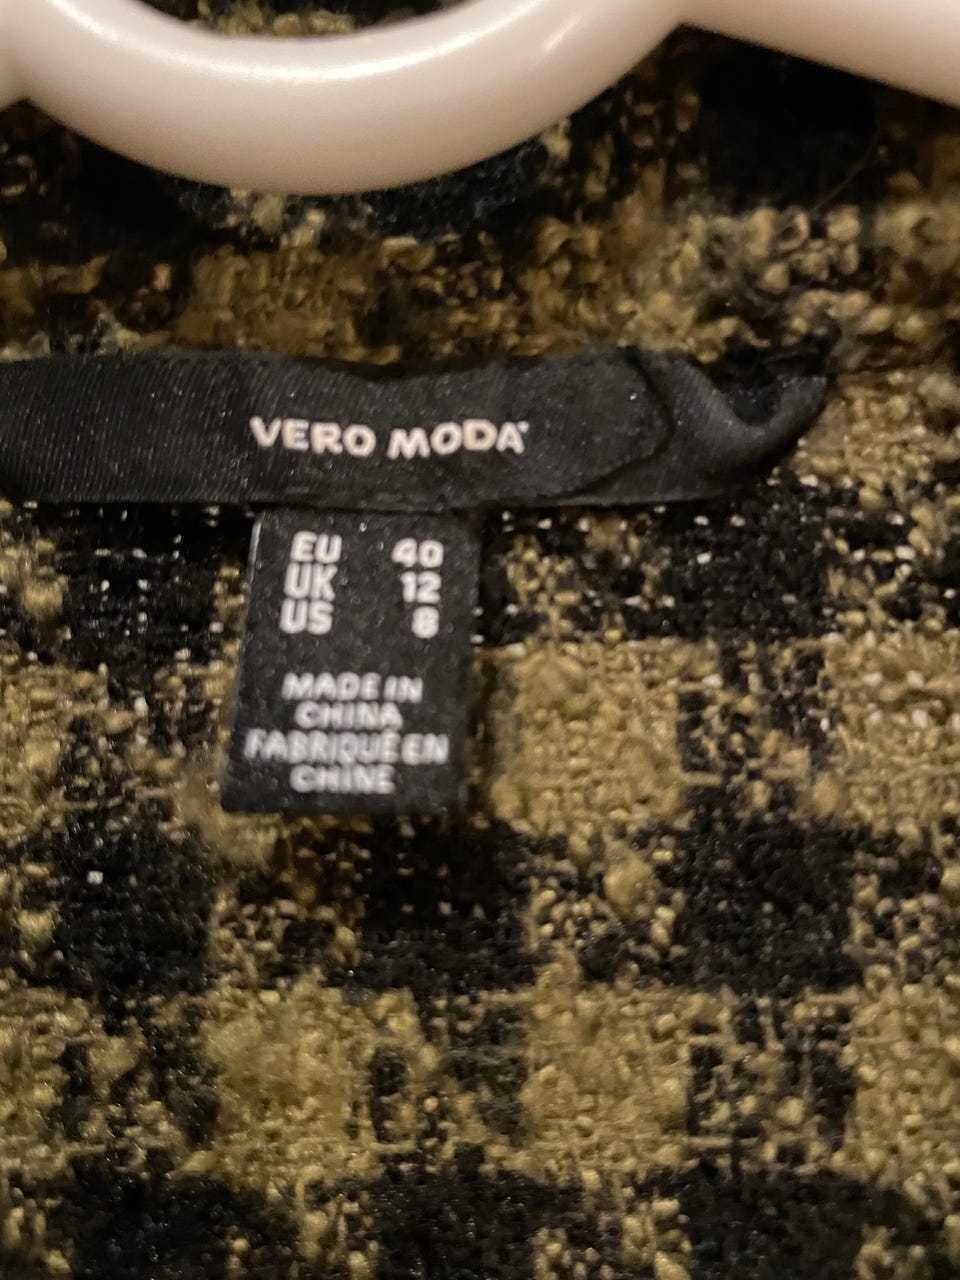 VERO MODA
EU 40
UK 12
US 8
MADE IN
CHINA
FABRIQUÉ EN
CHINE